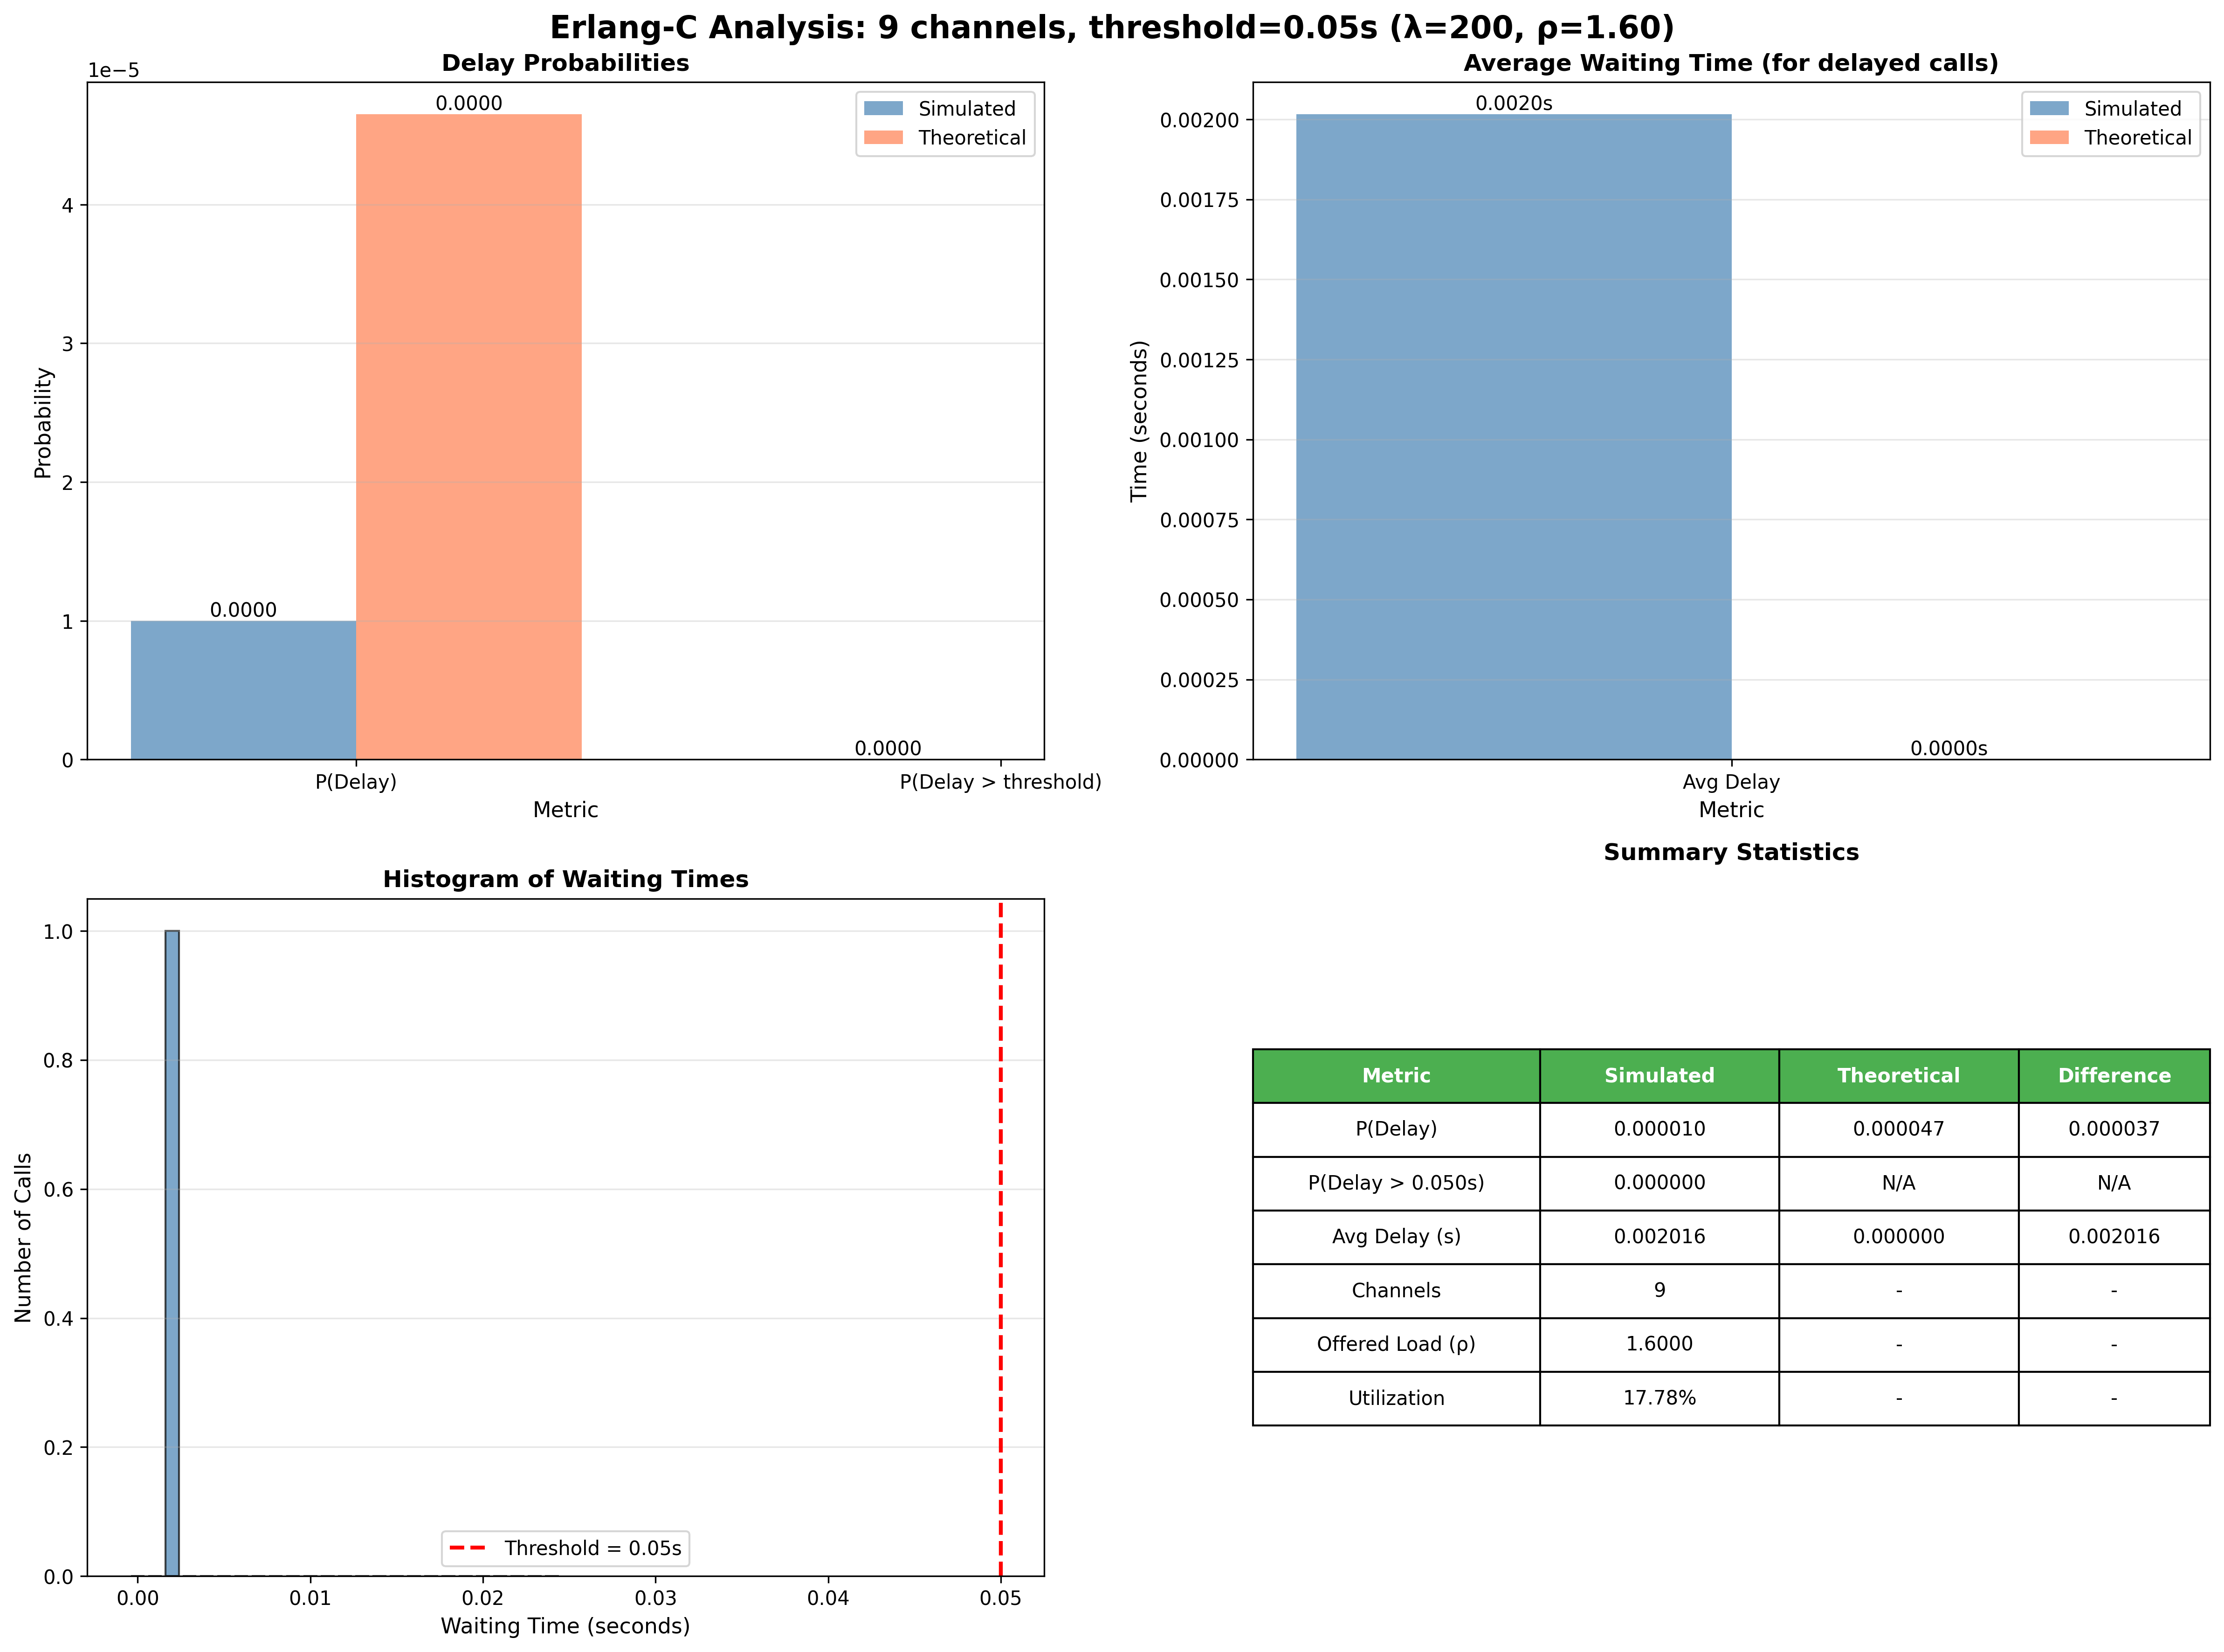 Erlang-C Analysis: 9 channels, threshold=0.05s (λ=200, ρ=1.60)
Delay Probabilities
1e−5
0.0000
Simulated
Theoretical
4
3
2
1
0
Probability
0.0000
0.0000
P(Delay) P(Delay > threshold)
Metric
Average Waiting Time (for delayed calls)
0.0020s
Simulated
Theoretical
0.00200
0.00175
0.00150
0.00125
0.00100
0.00075
0.00050
0.00025
0.00000
Time (seconds)
0.0000s
Avg Delay
Metric
Histogram of Waiting Times
1.0
0.8
0.6
0.4
0.2
0.0
Number of Calls
Threshold = 0.05s
0.00 0.01 0.02 0.03 0.04 0.05
Waiting Time (seconds)
Summary Statistics
Metric Simulated Theoretical Difference
P(Delay) 0.000010 0.000047 0.000037
P(Delay > 0.050s) 0.000000 N/A N/A
Avg Delay (s) 0.002016 0.000000 0.002016
Channels 9 - -
Offered Load (ρ) 1.6000 - -
Utilization 17.78% - -